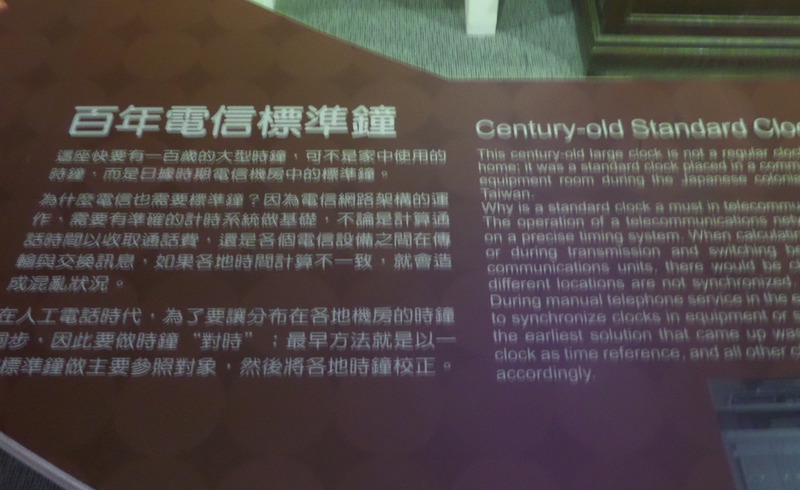 百年電信標準鐘
這座快要有一百歲的大型時鐘，可不是家中使用的
時鐘，而是日據時期電信機房中的標準鐘。
為什麼電信也需要標準鐘？因為電信網路架構的運
作，需要有準確的計時系統做基礎，不論是計算通
話時間以收取通話費，還是各個電信設備之間在傳
輸與交換訊息，如果各地時間計算不一致，就會造
成混亂狀況。
在人工電話時代，為了要讓分布在各地機房的時鐘
同步，因此要做時鐘“對時”；最早方法就是以一
標準鐘做主要參照對象，然後將各地時鐘校正。
Century-old Standard Cloc
This century-old large clock is not a regular clock
home; it was a standard clock placed in a comm
equipment room during the Japanese coloni
Taiwan.
Why is a standard clock a must in telecommu
The operation of a telecommunications netw
on a precise timing system. When calculatin
or during transmission and switching be
communications units, there would be c
different locations are not synchronized
During manual telephone service in the e
to synchronize clocks in equipment or s
the earliest solution that came up was
clock as time reference, and all other c
accordingly.